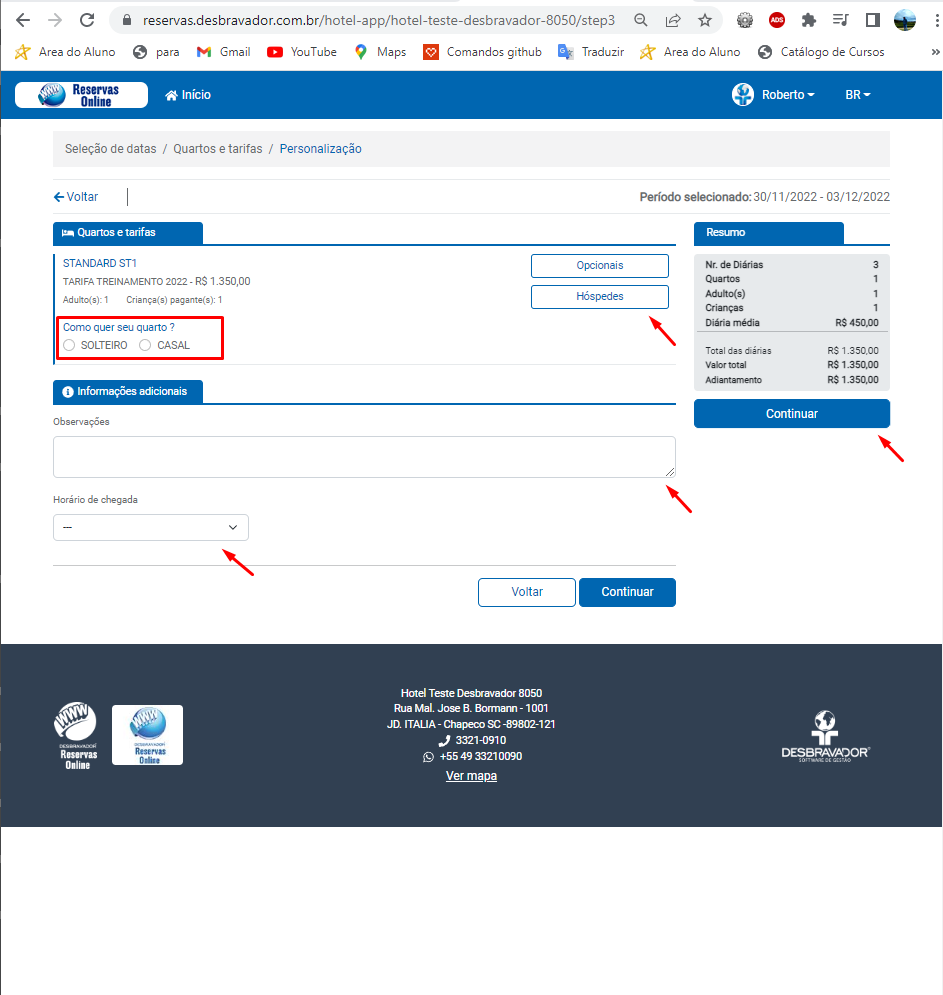 reservas.desbravador.com.br/hotel-app/hotel-teste-desbravador-8050/step3
ADS
Area do Aluno
para
Gmail
YouTube
Maps
Comandos github
Traduzir
Area do Aluno
Catálogo de Cursos
»
www Reservas Online
Início
Roberto
BR
Seleção de datas / Quartos e tarifas / Personalização
Voltar
Período selecionado: 30/11/2022 - 03/12/2022
Quartos e tarifas
STANDARD ST1
TARIFA TREINAMENTO 2022 - R$ 1.350,00
Adulto(s): 1 Criança(s) pagante(s): 1
Opcionais
Hóspedes
Como quer seu quarto ?
SOLTEIRO CASAL
Informações adicionais
Observações
Horário de chegada
---
Voltar
Continuar
Resumo
Nr. de Diárias 3
Quartos 1
Adulto(s) 1
Crianças 1
Diária média R$ 450,00
Total das diárias R$ 1.350,00
Valor total R$ 1.350,00
Adiantamento R$ 1.350,00
Continuar
WWW
DESBRAVADOR
Reservas
Online
WWW
DESBRAVADOR
Reservas
Online
Hotel Teste Desbravador 8050
Rua Mal. Jose B. Bormann - 1001
JD. ITALIA - Chapeco SC -89802-121
3321-0910
+55 49 33210090
Ver mapa
DESBRAVADOR
SOFTWARE DE GESTÃO